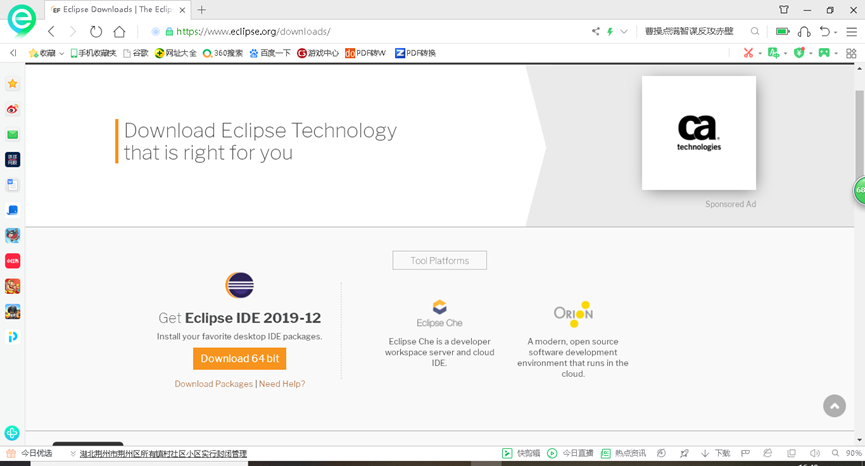 Eclipse Downloads | The Ecli
https://www.eclipse.org/downloads/
曹操点满智谋反攻赤壁
收藏
手机收藏夹
谷歌
网址大全
360搜索
百度一下
游戏中心
PDF转W
PDF转换
Download Eclipse Technology
that is right for you
ca
technologies
Sponsored Ad
68
Tool Platforms
Get Eclipse IDE 2019-12
Install your favorite desktop IDE packages.
Download 64 bit
Download Packages | Need Help?
Eclipse Che
Eclipse Che is a developer
workspace server and cloud
IDE.
ORION
A modern, open source
software development
environment that runs in the
cloud.
今日优选
湖北荆州市荆州区所有镇村社区小区实行封闭管理
快剪辑
今日直播
热点资讯
下载
90%